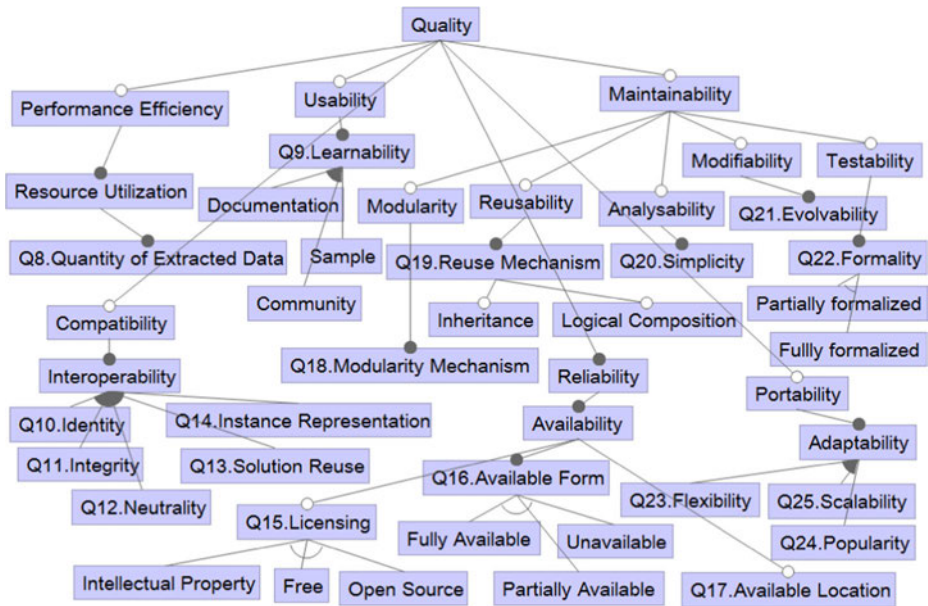 Quality
Performance Efficiency
Usability
Maintainability
Q9.Learnability
Modifiability
Testability
Resource Utilization
Documentation
Modularity
Reusability
Analysability
Q21.Evolvability
Q8.Quantity of Extracted Data
Sample
Q19.Reuse Mechanism
Q20.Simplicity
Q22.Formality
Community
Partially formalized
Compatibility
Inheritance
Logical Composition
Fullly formalized
Q18.Modularity Mechanism
Interoperability
Reliability
Portability
Q10.Identity
Q14.Instance Representation
Availability
Adaptability
Q11.Integrity
Q13.Solution Reuse
Q16.Available Form
Q23.Flexibility
Q25.Scalability
Q12.Neutrality
Q15.Licensing
Fully Available
Unavailable
Q24.Popularity
Intellectual Property
Free
Open Source
Partially Available
Q17.Available Location